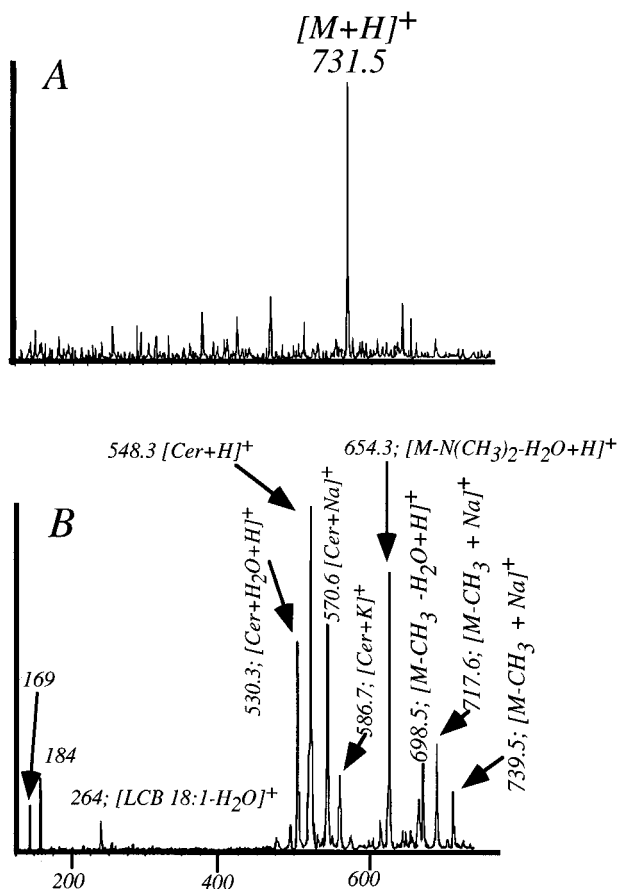 [M+H]+
731.5
A
548.3 [Cer+H]+
654.3; [M-N(CH3)2-H2O+H]+
B
530.3; [Cer+H2O+H]+
570.6 [Cer+Na]+
586.7; [Cer+K]+
698.5; [M-CH3 -H2O+H]+
717.6; [M-CH3 + Na]+
739.5; [M-CH3 + Na]+
169
184
264; [LCB 18:1-H2O]+
200
400
600